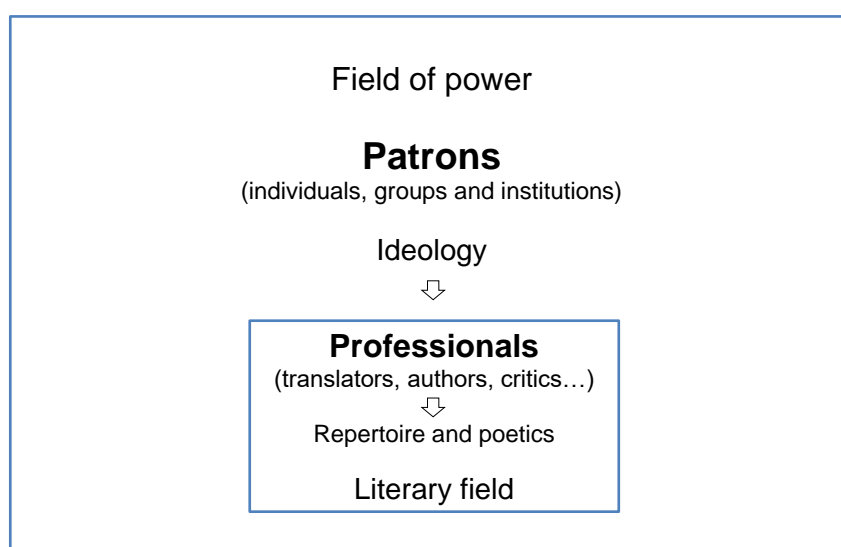 Field of power
Patrons
(individuals, groups and institutions)
Ideology
Professionals
(translators, authors, critics…)
Repertoire and poetics
Literary field